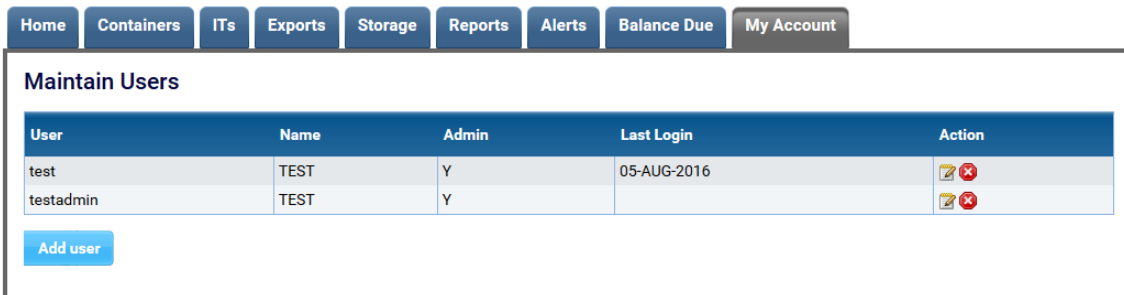 Home Containers ITs Exports Storage Reports Alerts Balance Due My Account
Maintain Users
User Name Admin Last Login Action
test TEST Y 05-AUG-2016
testadmin TEST Y
Add user